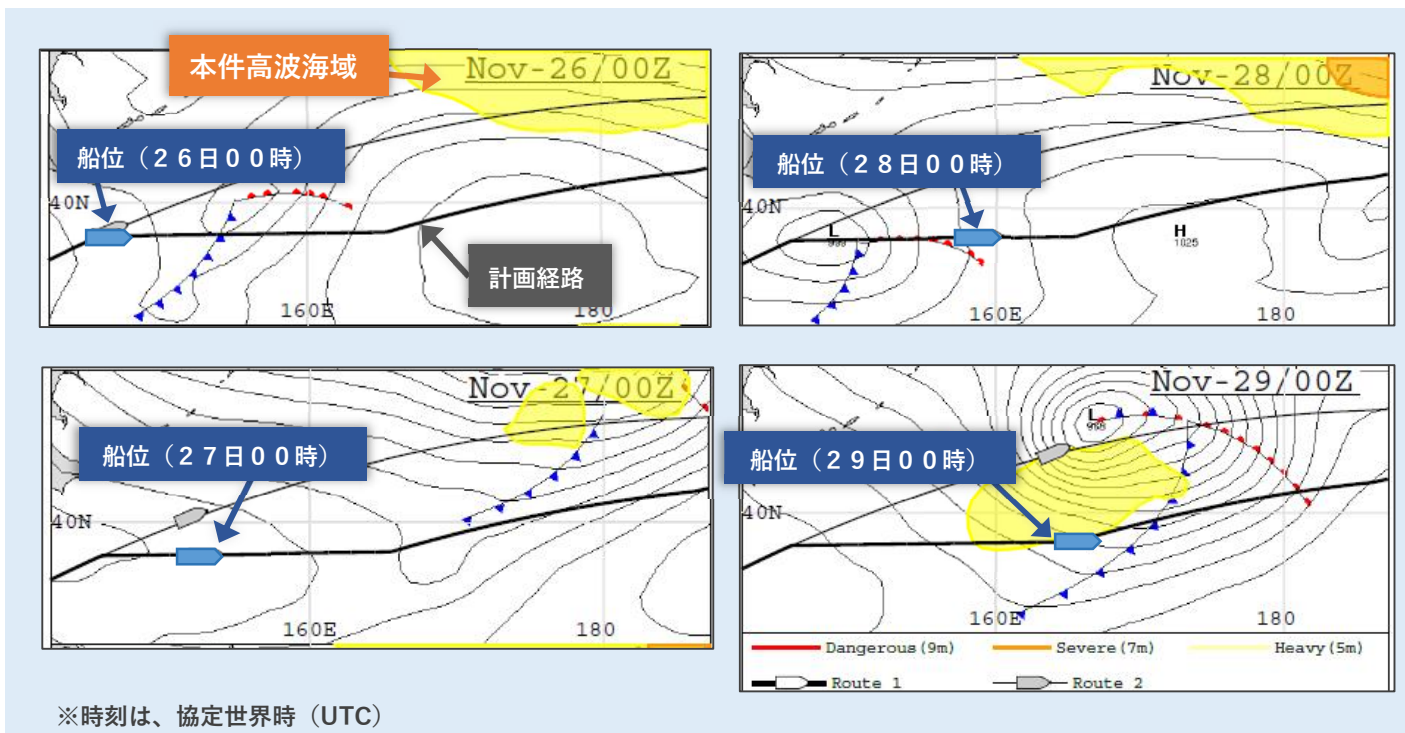 本件高波海域
Nov-26/00Z
船位（２６日００時）
40N
計画経路
160E
180
Nov-28/00Z
船位（２８日００時）
40N
L
999
H
1025
160E
180
Nov-27/00Z
船位（２７日００時）
40N
160E
180
Nov-29/00Z
L
船位（２９日００時）
40N
160E
180
Dangerous(9m)
Severe(7m)
Heavy(5m)
Route 1
Route 2
※時刻は、協定世界時（UTC）